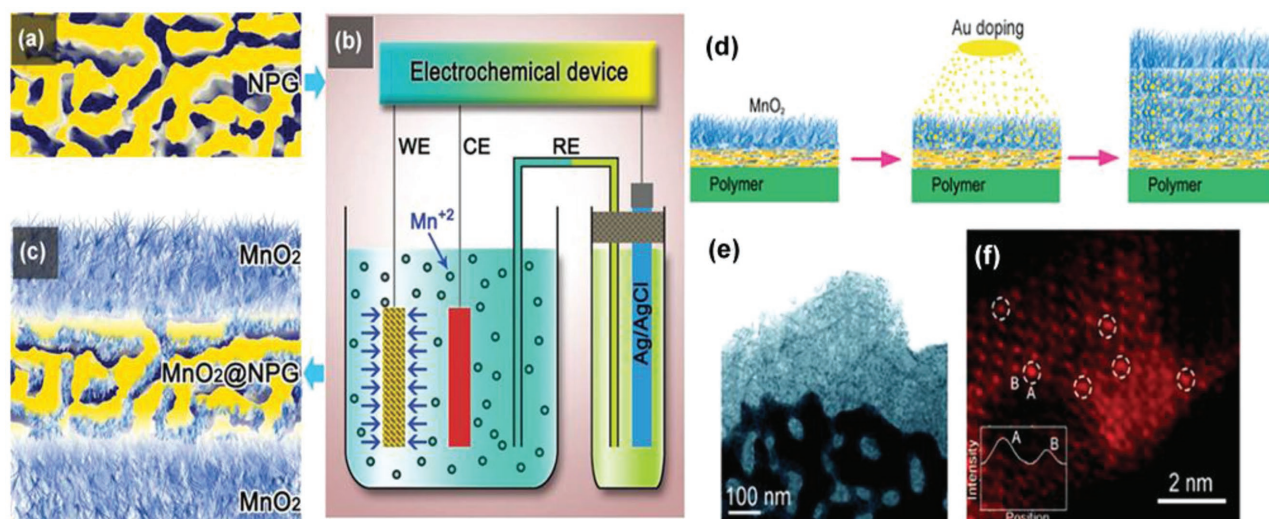 (a)
NPG
(b)
Electrochemical device
WE
CE
RE
Mn⁺²
Ag/AgCl
(c)
MnO₂
MnO₂@NPG
MnO₂
(d)
Au doping
MnO₂
Polymer
Polymer
Polymer
(e)
100 nm
(f)
B
A
A
B
Intensity
Position
2 nm